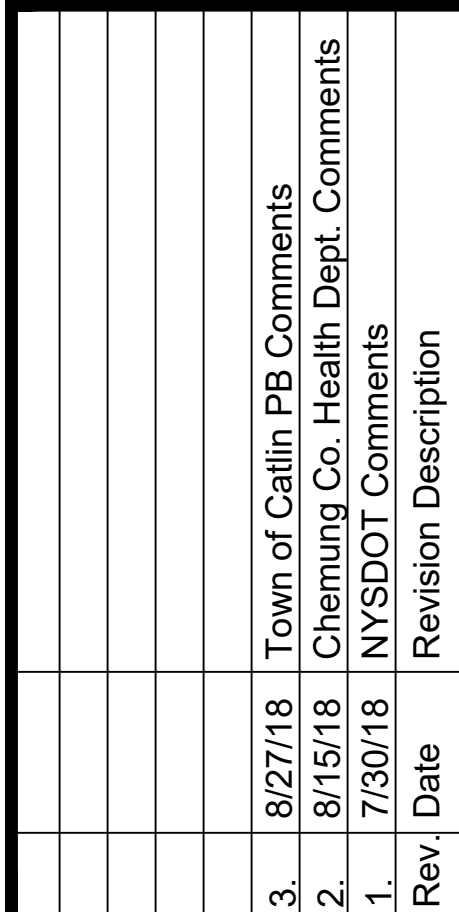 3. 8/27/18 Town of Catlin PB Comments
2. 8/15/18 Chemung Co. Health Dept. Comments
1. 7/30/18 NYSDOT Comments
Rev. Date Revision Description